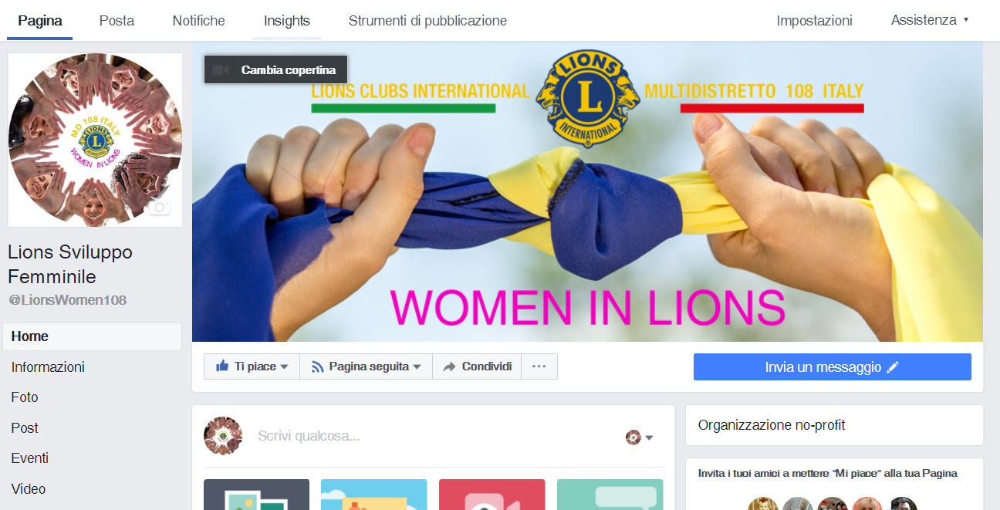 Pagina
Posta
Notifiche
Insights
Strumenti di pubblicazione
Impostazioni
Assistenza
Cambia copertina
LIONS CLUBS INTERNATIONAL
LIONS
L
INTERNATIONAL
MULTIDISTRETTO 108 ITALY
WOMEN IN LIONS
MD 108 ITALY
LIONS
L
WOMEN IN LIONS
Lions Sviluppo
Femminile
@LionsWomen108
Home
Informazioni
Foto
Post
Eventi
Video
Ti piace
Pagina seguita
Condividi
Invia un messaggio
Scrivi qualcosa...
Organizzazione no-profit
Invita i tuoi amici a mettere "Mi piace" alla tua Pagina